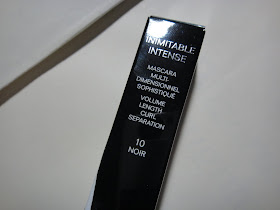 INIMITABLE
INTENSE
MASCARA
MULTI-
DIMENSIONNEL
SOPHISTIQUÉ
VOLUME
LENGTH
CURL
SEPARATION
10
NOIR